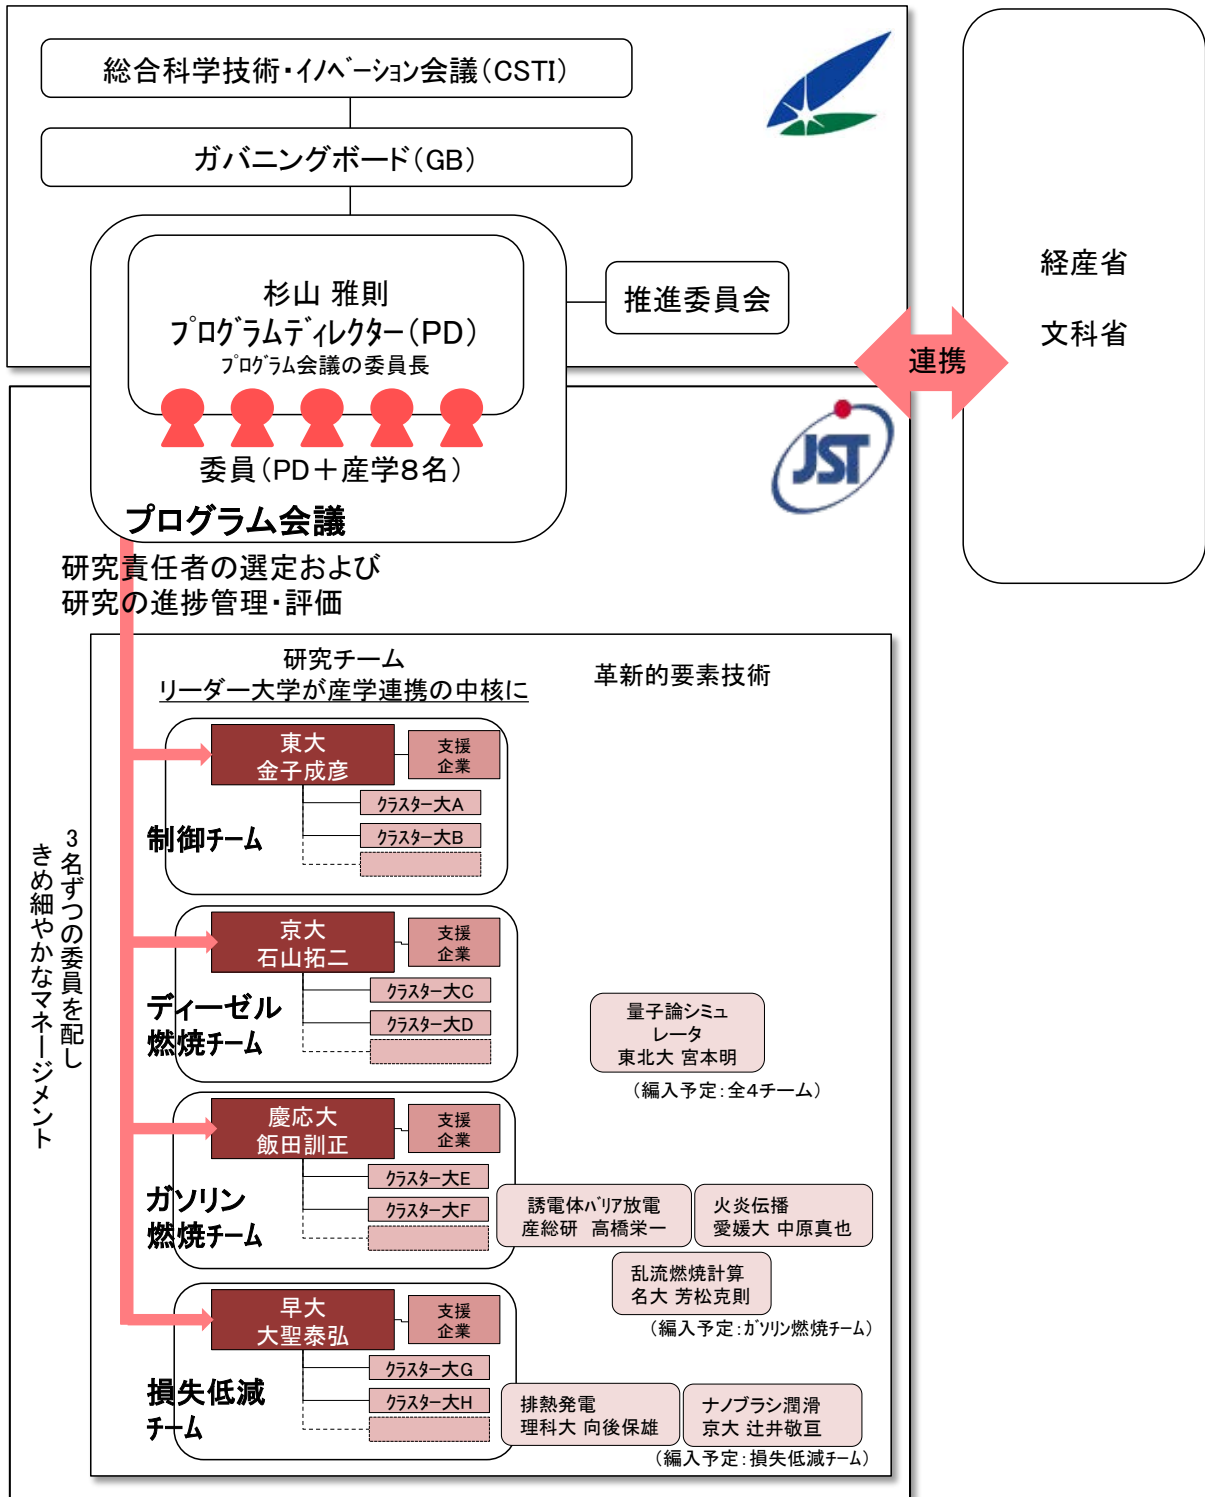 総合科学技術・イノベーション会議(CSTI)
ガバニングボード(GB)
杉山 雅則
プログラムディレクター(PD)
プログラム会議の委員長
推進委員会
委員(PD+産学8名)
プログラム会議
経産省
文科省
連携
JST
研究責任者の選定および
研究の進捗管理・評価
3名ずつの委員を配し
きめ細やかなマネージメント
研究チーム
リーダー大学が産学連携の中核に
革新的要素技術
東大
金子成彦
支援
企業
クラスター大A
クラスター大B
制御チーム
京大
石山拓二
支援
企業
クラスター大C
クラスター大D
ディーゼル
燃焼チーム
量子論シミュ
レータ
東北大 宮本明
(編入予定:全4チーム)
慶応大
飯田訓正
支援
企業
クラスター大E
クラスター大F
ガソリン
燃焼チーム
誘電体バリア放電
産総研 高橋栄一
火炎伝播
愛媛大 中原真也
乱流燃焼計算
名大 芳松克則
(編入予定:ガソリン燃焼チーム)
早大
大聖泰弘
支援
企業
クラスター大G
クラスター大H
損失低減
チーム
排熱発電
理科大 向後保雄
ナノブラシ潤滑
京大 辻井敬亘
(編入予定:損失低減チーム)